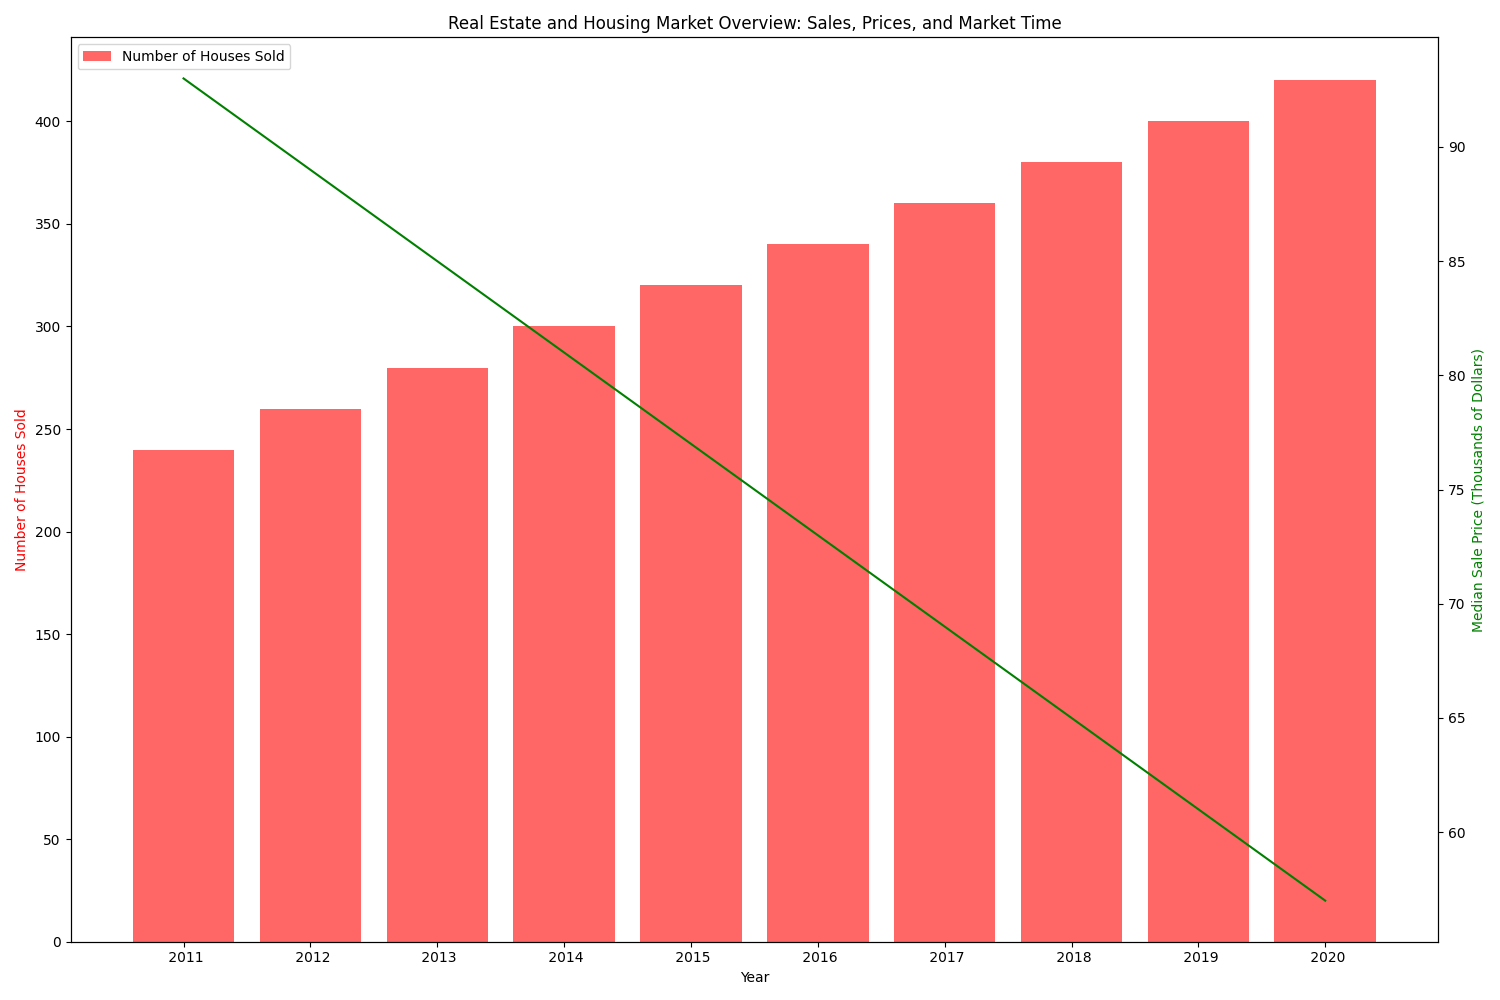 Real Estate and Housing Market Overview: Sales, Prices, and Market Time
Number of Houses Sold
400
350
300
250
200
150
100
50
0
Number of Houses Sold
90
85
80
75
70
65
60
Median Sale Price (Thousands of Dollars)
2011 2012 2013 2014 2015 2016 2017 2018 2019 2020
Year